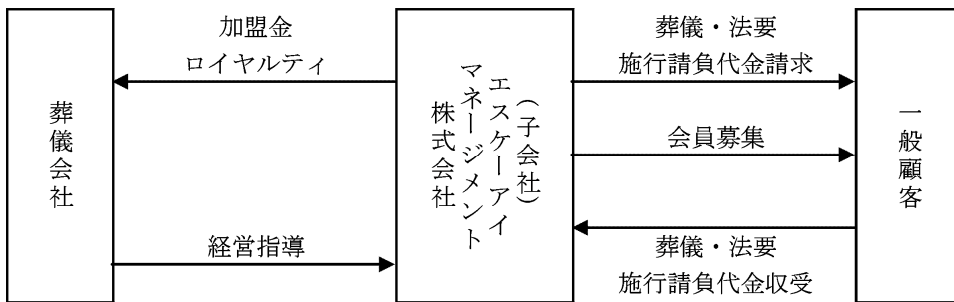 葬儀会社
加盟金
ロイヤルティ
経営指導
(子会社)
エスケーアイ
マネージメント
株式会社
葬儀・法要
施行請負代金請求
会員募集
葬儀・法要
施行請負代金収受
一般顧客